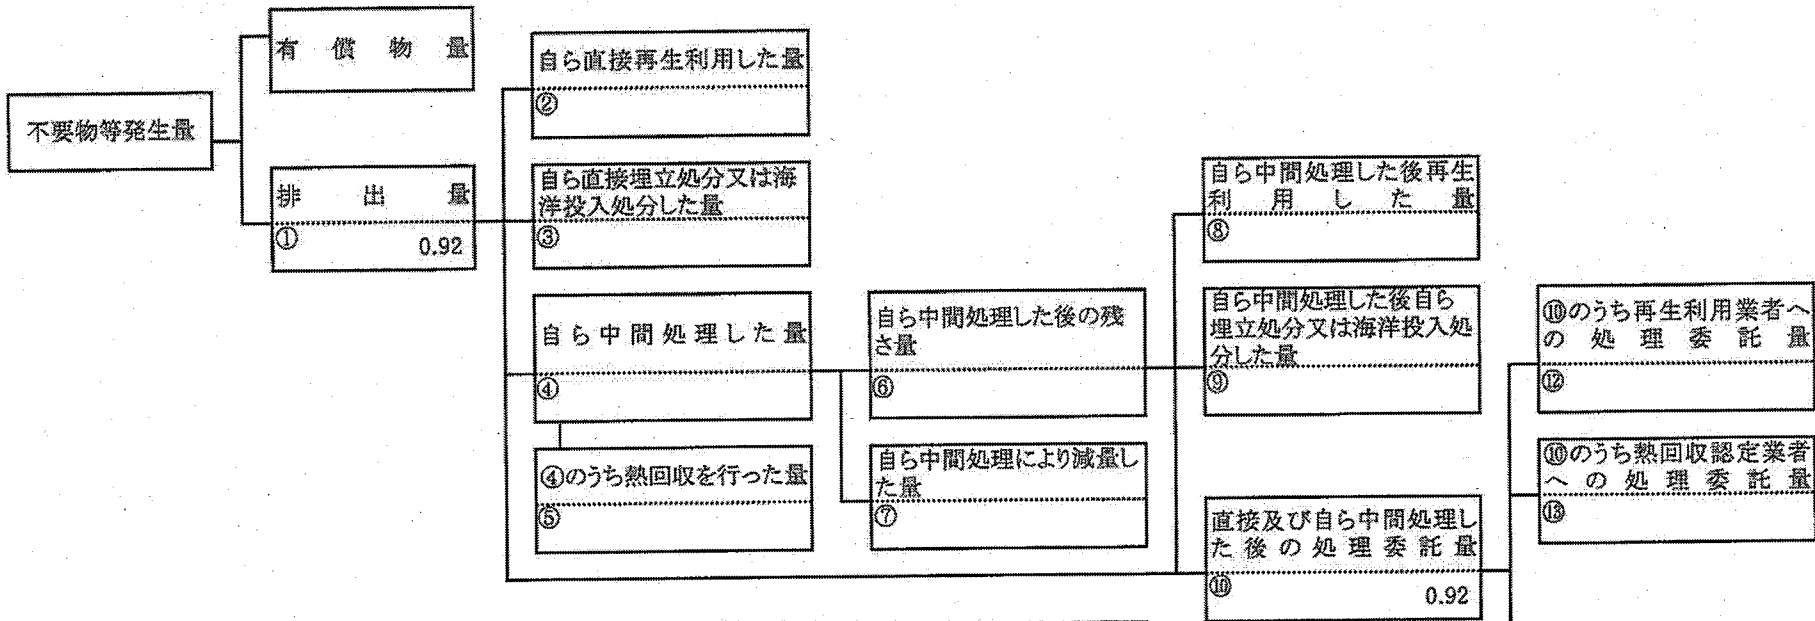 不要物等発生量
有償物量
排出量
①
0.92
自ら直接再生利用した量
②
自ら直接埋立処分又は海
洋投入処分した量
③
自ら中間処理した量
④
④のうち熱回収を行った量
⑤
自ら中間処理した後の残
さ量
⑥
自ら中間処理により減量し
た量
⑦
自ら中間処理した後再生
利用した量
⑧
自ら中間処理した後自ら
埋立処分又は海洋投入処
分した量
⑨
直接及び自ら中間処理し
た後の処理委託量
⑩
0.92
⑩のうち再生利用業者へ
の処理委託量
⑫
⑩のうち熱回収認定業者
への処理委託量
⑬